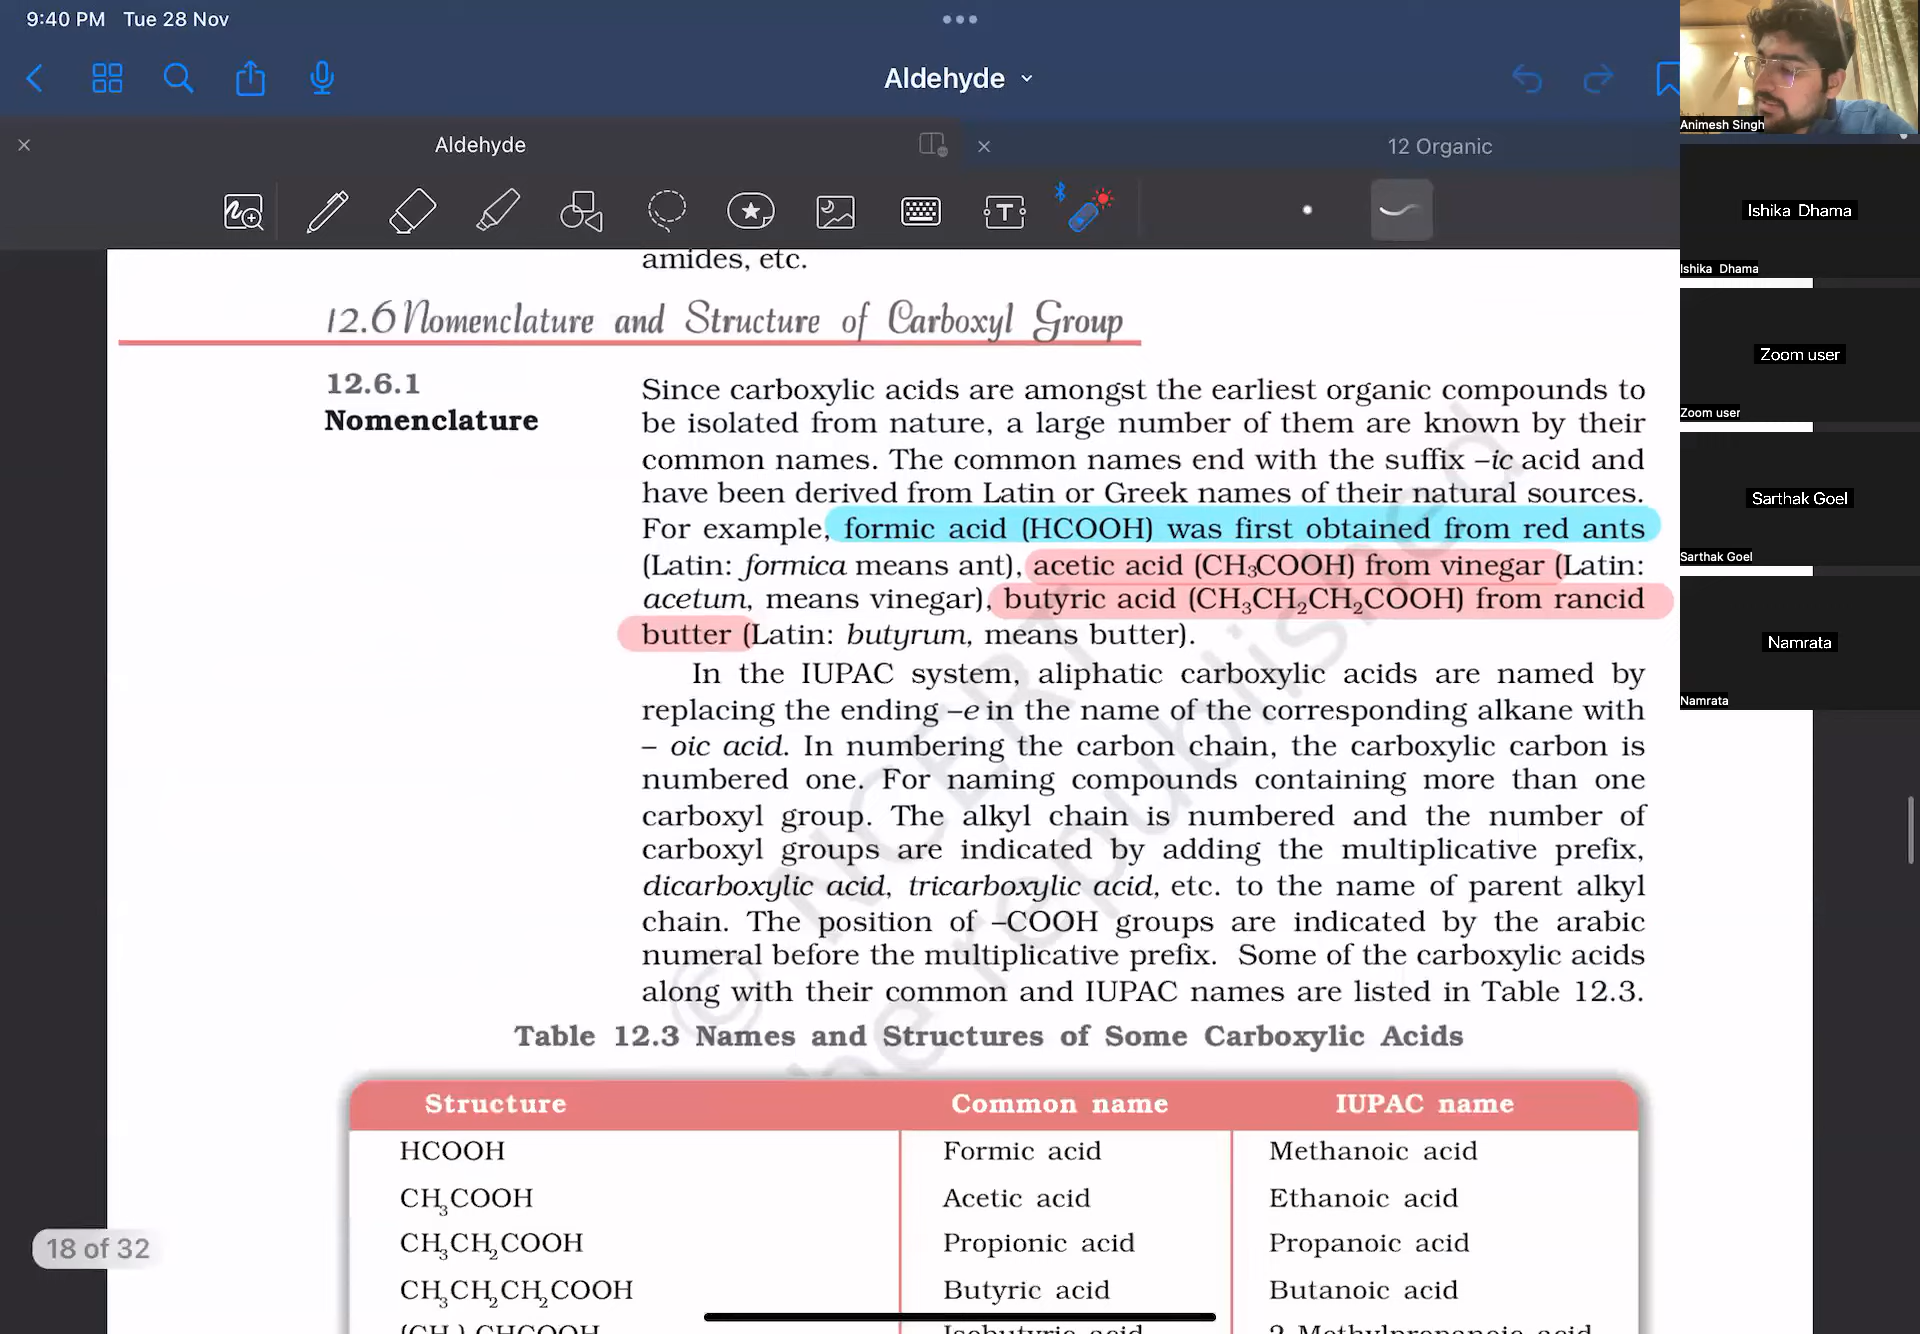 9:40 PM Tue 28 Nov
Aldehyde
Aldehyde
12 Organic
Animesh Singh
Ishika Dhama
Ishika Dhama
Zoom user
Zoom user
Sarthak Goel
Sarthak Goel
Namrata
Namrata
amides, etc.
12.6 Nomenclature and Structure of Carboxyl Group
12.6.1
Nomenclature
Since carboxylic acids are amongst the earliest organic compounds to
be isolated from nature, a large number of them are known by their
common names. The common names end with the suffix –ic acid and
have been derived from Latin or Greek names of their natural sources.
For example, formic acid (HCOOH) was first obtained from red ants
(Latin: formica means ant), acetic acid (CH₃COOH) from vinegar (Latin:
acetum, means vinegar), butyric acid (CH₃CH₂CH₂COOH) from rancid
butter (Latin: butyrum, means butter).
In the IUPAC system, aliphatic carboxylic acids are named by
replacing the ending –e in the name of the corresponding alkane with
– oic acid. In numbering the carbon chain, the carboxylic carbon is
numbered one. For naming compounds containing more than one
carboxyl group. The alkyl chain is numbered and the number of
carboxyl groups are indicated by adding the multiplicative prefix,
dicarboxylic acid, tricarboxylic acid, etc. to the name of parent alkyl
chain. The position of –COOH groups are indicated by the arabic
numeral before the multiplicative prefix. Some of the carboxylic acids
along with their common and IUPAC names are listed in Table 12.3.
© NCERT
be republished
Table 12.3 Names and Structures of Some Carboxylic Acids
Structure Common name IUPAC name
HCOOH Formic acid Methanoic acid
CH₃COOH Acetic acid Ethanoic acid
CH₃CH₂COOH Propionic acid Propanoic acid
CH₃CH₂CH₂COOH Butyric acid Butanoic acid
(CH₃)₂CHCOOH Isobutyric acid 2-Methylpropanoic acid
18 of 32